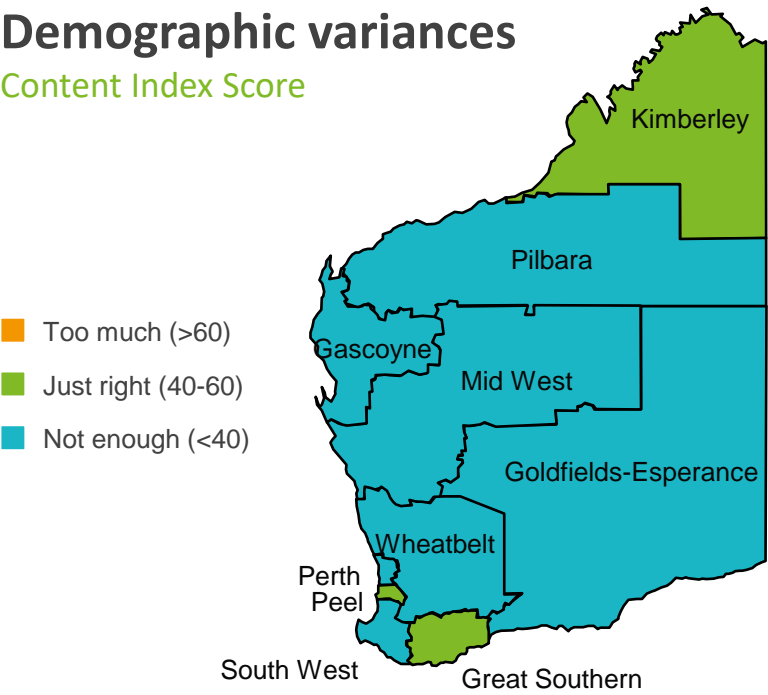 Demographic variances
Content Index Score
Kimberley
Pilbara
Too much (>60)
Gascoyne
Just right (40-60)
Mid West
Not enough (<40)
Goldfields-Esperance
Wheatbelt
Perth
Peel
South West
Great Southern